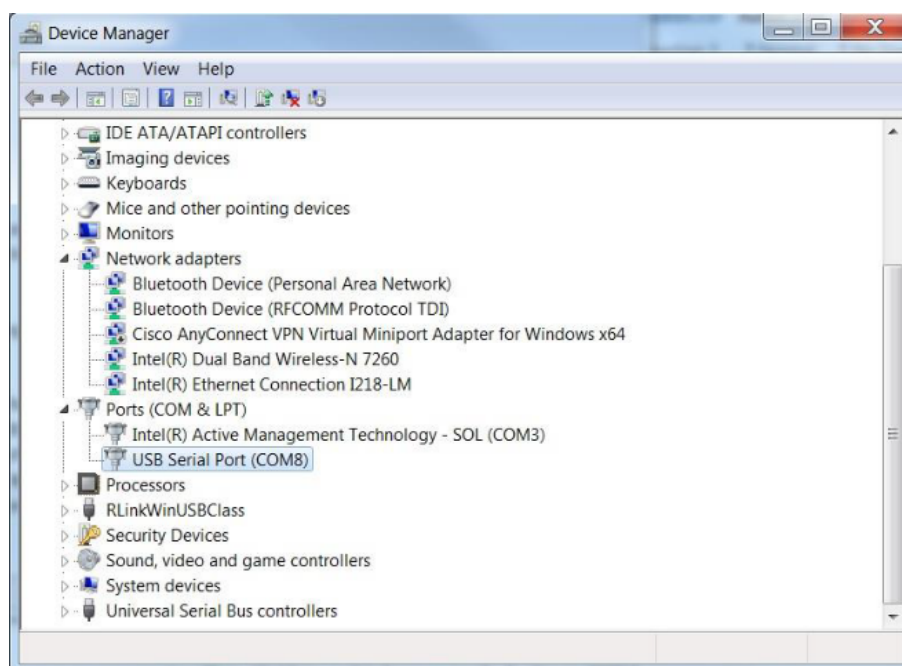 Device Manager
File Action View Help
IDE ATA/ATAPI controllers
Imaging devices
Keyboards
Mice and other pointing devices
Monitors
Network adapters
Bluetooth Device (Personal Area Network)
Bluetooth Device (RFCOMM Protocol TDI)
Cisco AnyConnect VPN Virtual Miniport Adapter for Windows x64
Intel(R) Dual Band Wireless-N 7260
Intel(R) Ethernet Connection I218-LM
Ports (COM & LPT)
Intel(R) Active Management Technology - SOL (COM3)
USB Serial Port (COM8)
Processors
RLinkWinUSBClass
Security Devices
Sound, video and game controllers
System devices
Universal Serial Bus controllers